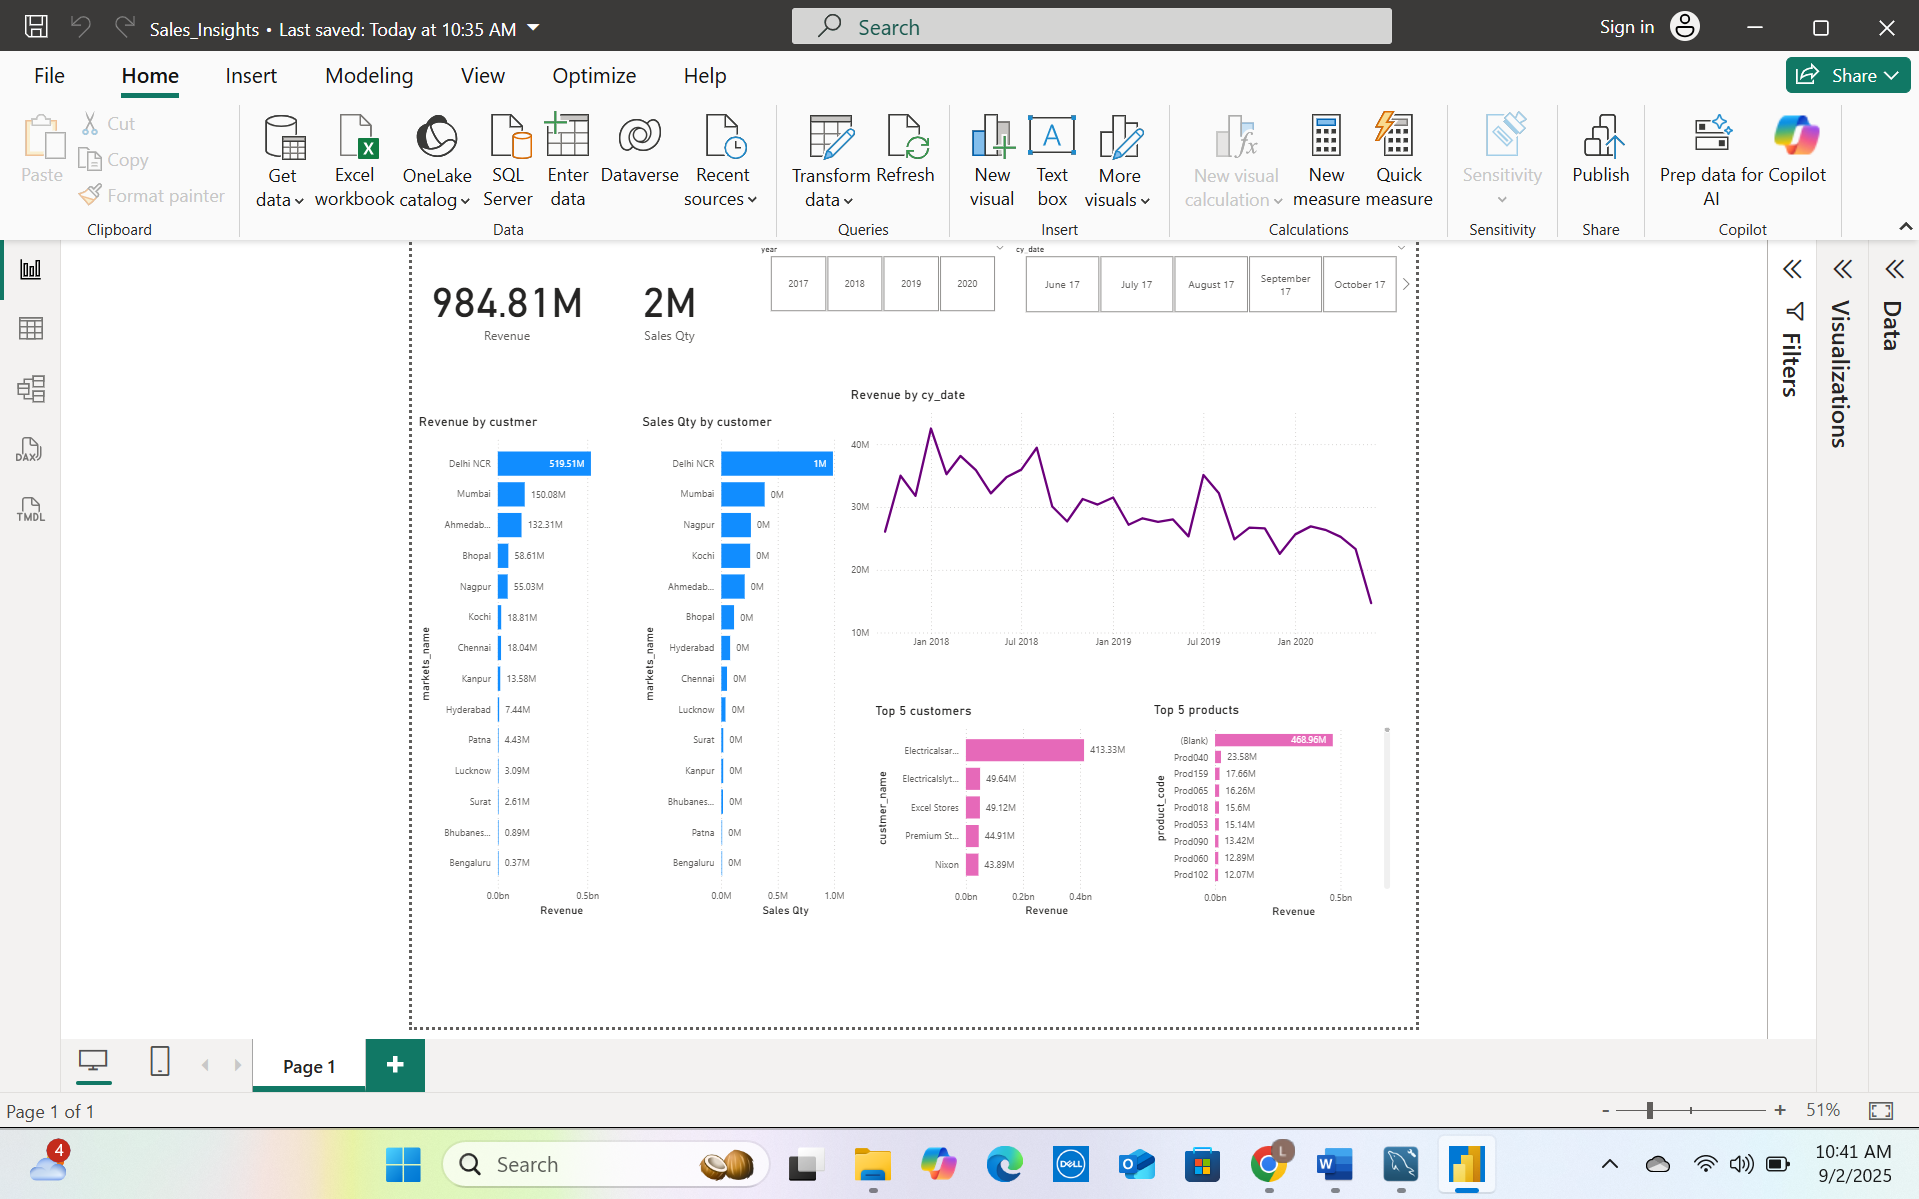 Sales_Insights • Last saved: Today at 10:35 AM
Search
Sign in
File
Home
Insert
Modeling
View
Optimize
Help
Share
Paste
Cut
Copy
Format painter
Clipboard
Get data
Excel workbook
OneLake catalog
SQL Server
Enter data
Dataverse
Recent sources
Data
Transform data
Refresh
Queries
New visual
Text box
More visuals
Insert
New visual calculation
New measure
Quick measure
Calculations
Sensitivity
Sensitivity
Publish
Share
Prep data for AI
Copilot
Copilot
DAX
TMDL
984.81M
Revenue
2M
Sales Qty
year
2017
2018
2019
2020
cy_date
June 17
July 17
August 17
September 17
October 17
Revenue by custmer
markets_name
Delhi NCR 519.51M
Mumbai 150.08M
Ahmedab... 132.31M
Bhopal 58.61M
Nagpur 55.03M
Kochi 18.81M
Chennai 18.04M
Kanpur 13.58M
Hyderabad 7.44M
Patna 4.43M
Lucknow 3.09M
Surat 2.61M
Bhubanes... 0.89M
Bengaluru 0.37M
0.0bn 0.5bn
Revenue
Sales Qty by customer
markets_name
Delhi NCR 1M
Mumbai 0M
Nagpur 0M
Kochi 0M
Ahmedab... 0M
Bhopal 0M
Hyderabad 0M
Chennai 0M
Lucknow 0M
Surat 0M
Kanpur 0M
Bhubanes... 0M
Patna 0M
Bengaluru 0M
0.0M 0.5M 1.0M
Sales Qty
Revenue by cy_date
40M
30M
20M
10M
Jan 2018 Jul 2018 Jan 2019 Jul 2019 Jan 2020
Top 5 customers
custmer_name
Electricalsar... 413.33M
Electricalslyt... 49.64M
Excel Stores 49.12M
Premium St... 44.91M
Nixon 43.89M
0.0bn 0.2bn 0.4bn
Revenue
Top 5 products
product_code
(Blank) 468.96M
Prod040 23.58M
Prod159 17.66M
Prod065 16.26M
Prod018 15.6M
Prod053 15.14M
Prod090 13.42M
Prod060 12.89M
Prod102 12.07M
0.0bn 0.5bn
Revenue
Filters
Visualizations
Data
Page 1
Page 1 of 1
- + 51%
4
Search
DELL
L
W
10:41 AM
9/2/2025